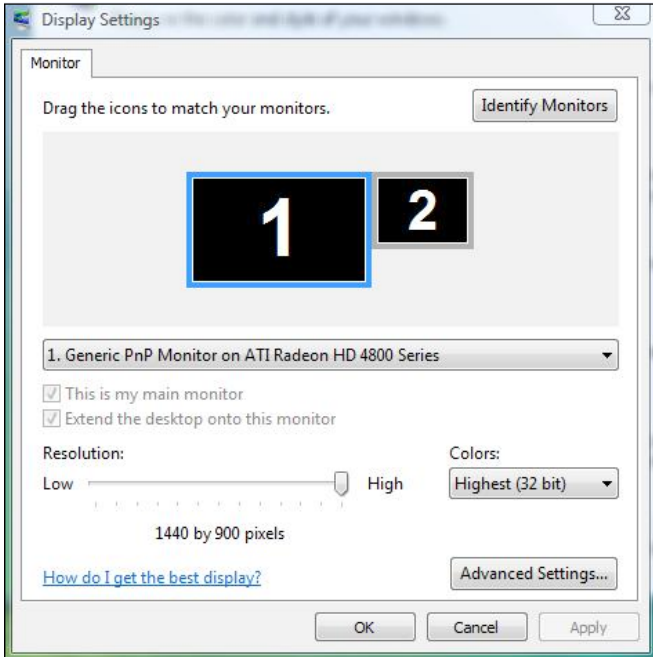 Display Settings
Monitor
Drag the icons to match your monitors.
Identify Monitors
1
2
1. Generic PnP Monitor on ATI Radeon HD 4800 Series
This is my main monitor
Extend the desktop onto this monitor
Resolution:
Colors:
Low
High
Highest (32 bit)
1440 by 900 pixels
How do I get the best display?
Advanced Settings...
OK
Cancel
Apply